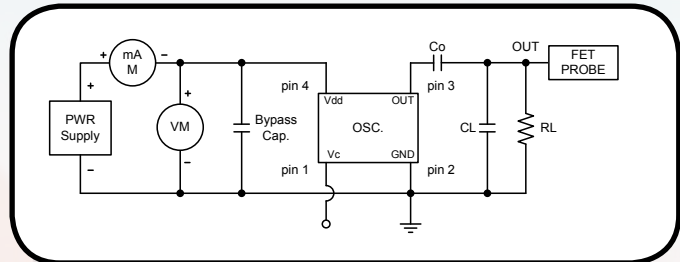 mA
M
+
−
+
PWR
Supply
−
+
VM
−
Bypass
Cap.
pin 4
Vdd
OUT
OSC.
Vc
GND
pin 1
pin 2
pin 3
Co
OUT
CL
RL
FET
PROBE